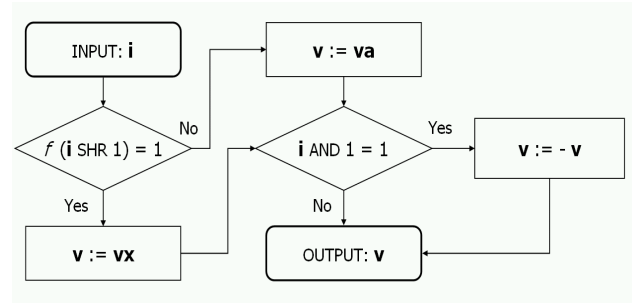 INPUT: i
f (i SHR 1) = 1
No
Yes
v := vx
v := va
i AND 1 = 1
Yes
No
v := - v
OUTPUT: v